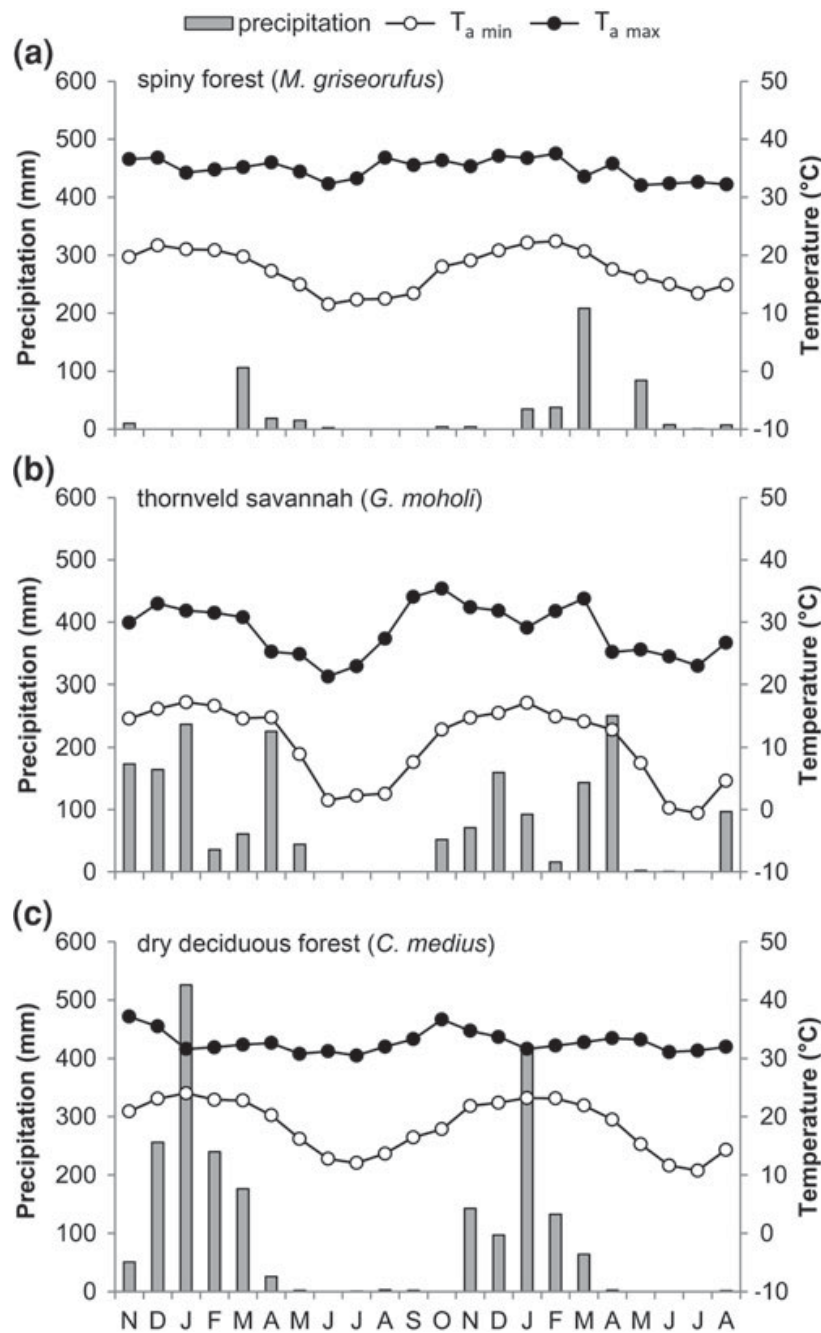 precipitation T a min T a max
(a)
spiny forest (M. griseorufus)
600 50
500 40
400 30
300 20
200 10
100 0
0 -10
Precipitation (mm)
Temperature (°C)
(b)
thornveld savannah (G. moholi)
600 50
500 40
400 30
300 20
200 10
100 0
0 -10
Precipitation (mm)
Temperature (°C)
(c)
dry deciduous forest (C. medius)
600 50
500 40
400 30
300 20
200 10
100 0
0 -10
Precipitation (mm)
Temperature (°C)
N D J F M A M J J A S O N D J F M A M J J A